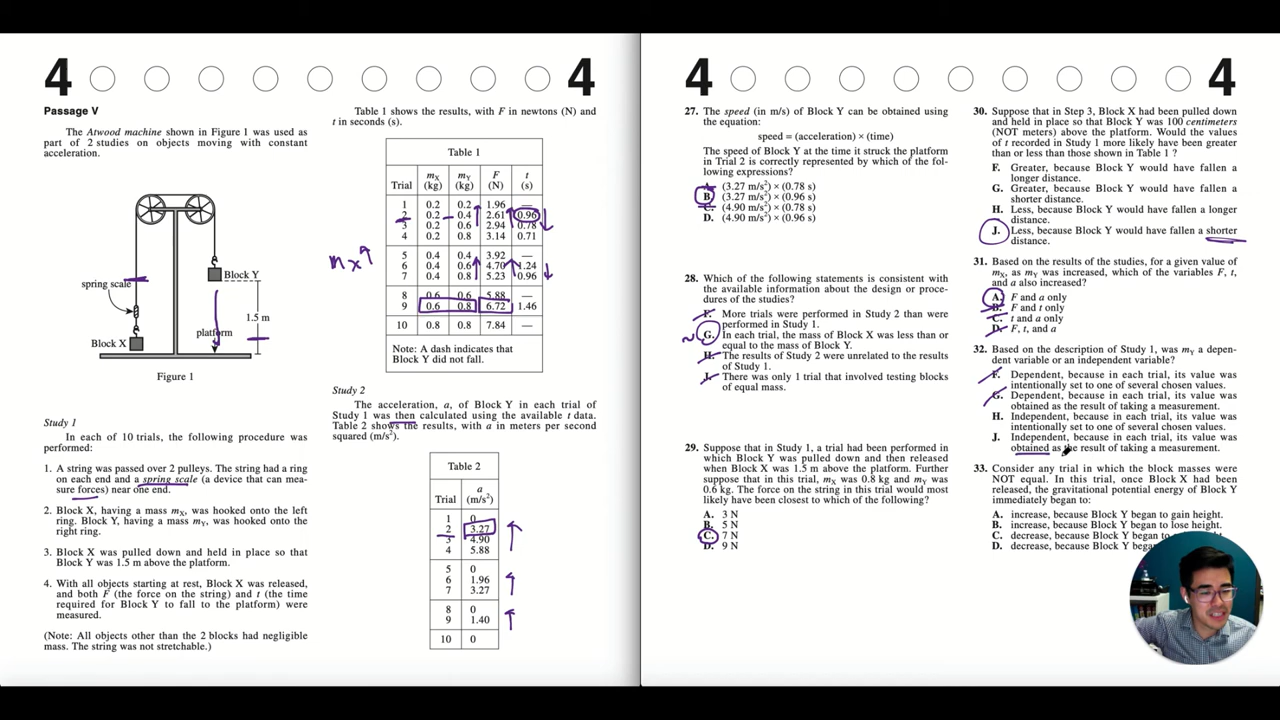 4
4
Passage V
The Atwood machine shown in Figure 1 was used as
part of 2 studies on objects moving with constant
acceleration.
spring scale
Block Y
1.5 m
platform
Block X
Figure 1
Study 1
In each of 10 trials, the following procedure was
performed:
1. A string was passed over 2 pulleys. The string had a ring
on each end and a spring scale (a device that can mea-
sure forces) near one end.
2. Block X, having a mass mX, was hooked onto the left
ring. Block Y, having a mass mY, was hooked onto the
right ring.
3. Block X was pulled down and held in place so that
Block Y was 1.5 m above the platform.
4. With all objects starting at rest, Block X was released,
and both F (the force on the string) and t (the time
required for Block Y to fall to the platform) were
measured.
(Note: All objects other than the 2 blocks had negligible
mass. The string was not stretchable.)
Table 1 shows the results, with F in newtons (N) and
t in seconds (s).
Table 1
Trial mX (kg) mY (kg) F (N) t (s)
1 0.2 0.2 1.96 —
2 0.2 0.4 2.61 0.96
3 0.2 0.6 2.94 0.78
4 0.2 0.8 3.14 0.71
mx↑
5 0.4 0.4 3.92 —
6 0.4 0.6 4.70 1.24
7 0.4 0.8 5.23 0.96
8 0.6 0.6 5.88 —
9 0.6 0.8 6.72 1.46
10 0.8 0.8 7.84 —
Note: A dash indicates that
Block Y did not fall.
Study 2
The acceleration, a, of Block Y in each trial of
Study 1 was then calculated using the available t data.
Table 2 shows the results, with a in meters per second
squared (m/s²).
Table 2
Trial a (m/s²)
1 0
2 3.27
3 4.90
4 5.88
5 0
6 1.96
7 3.27
8 0
9 1.40
10 0
4
4
27. The speed (in m/s) of Block Y can be obtained using
the equation:
speed = (acceleration) × (time)
The speed of Block Y at the time it struck the platform
in Trial 2 is correctly represented by which of the fol-
lowing expressions?
A. (3.27 m/s²) × (0.78 s)
B. (3.27 m/s²) × (0.96 s)
C. (4.90 m/s²) × (0.78 s)
D. (4.90 m/s²) × (0.96 s)
28. Which of the following statements is consistent with
the available information about the design or proce-
dures of the studies?
F. More trials were performed in Study 2 than were
performed in Study 1.
G. In each trial, the mass of Block X was less than or
equal to the mass of Block Y.
H. The results of Study 2 were unrelated to the results
of Study 1.
J. There was only 1 trial that involved testing blocks
of equal mass.
29. Suppose that in Study 1, a trial had been performed in
which Block Y was pulled down and then released
when Block X was 1.5 m above the platform. Further
suppose that in this trial, mX was 0.8 kg and mY was
0.6 kg. The force on the string in this trial would most
likely have been closest to which of the following?
A. 3 N
B. 5 N
C. 7 N
D. 9 N
30. Suppose that in Step 3, Block X had been pulled down
and held in place so that Block Y was 100 centimeters
(NOT meters) above the platform. Would the values
of t recorded in Study 1 more likely have been greater
than or less than those shown in Table 1 ?
F. Greater, because Block Y would have fallen a
longer distance.
G. Greater, because Block Y would have fallen a
shorter distance.
H. Less, because Block Y would have fallen a longer
distance.
J. Less, because Block Y would have fallen a shorter
distance.
31. Based on the results of the studies, for a given value of
mX, as mY was increased, which of the variables F, t,
and a also increased?
A. F and a only
B. F and t only
C. t and a only
D. F, t, and a
32. Based on the description of Study 1, was mY a depen-
dent variable or an independent variable?
F. Dependent, because in each trial, its value was
intentionally set to one of several chosen values.
G. Dependent, because in each trial, its value was
obtained as the result of taking a measurement.
H. Independent, because in each trial, its value was
intentionally set to one of several chosen values.
J. Independent, because in each trial, its value was
obtained as the result of taking a measurement.
33. Consider any trial in which the block masses were
NOT equal. In this trial, once Block X had been
released, the gravitational potential energy of Block Y
immediately began to:
A. increase, because Block Y began to gain height.
B. increase, because Block Y began to lose height.
C. decrease, because Block Y began to
D. decrease, because Block Y began